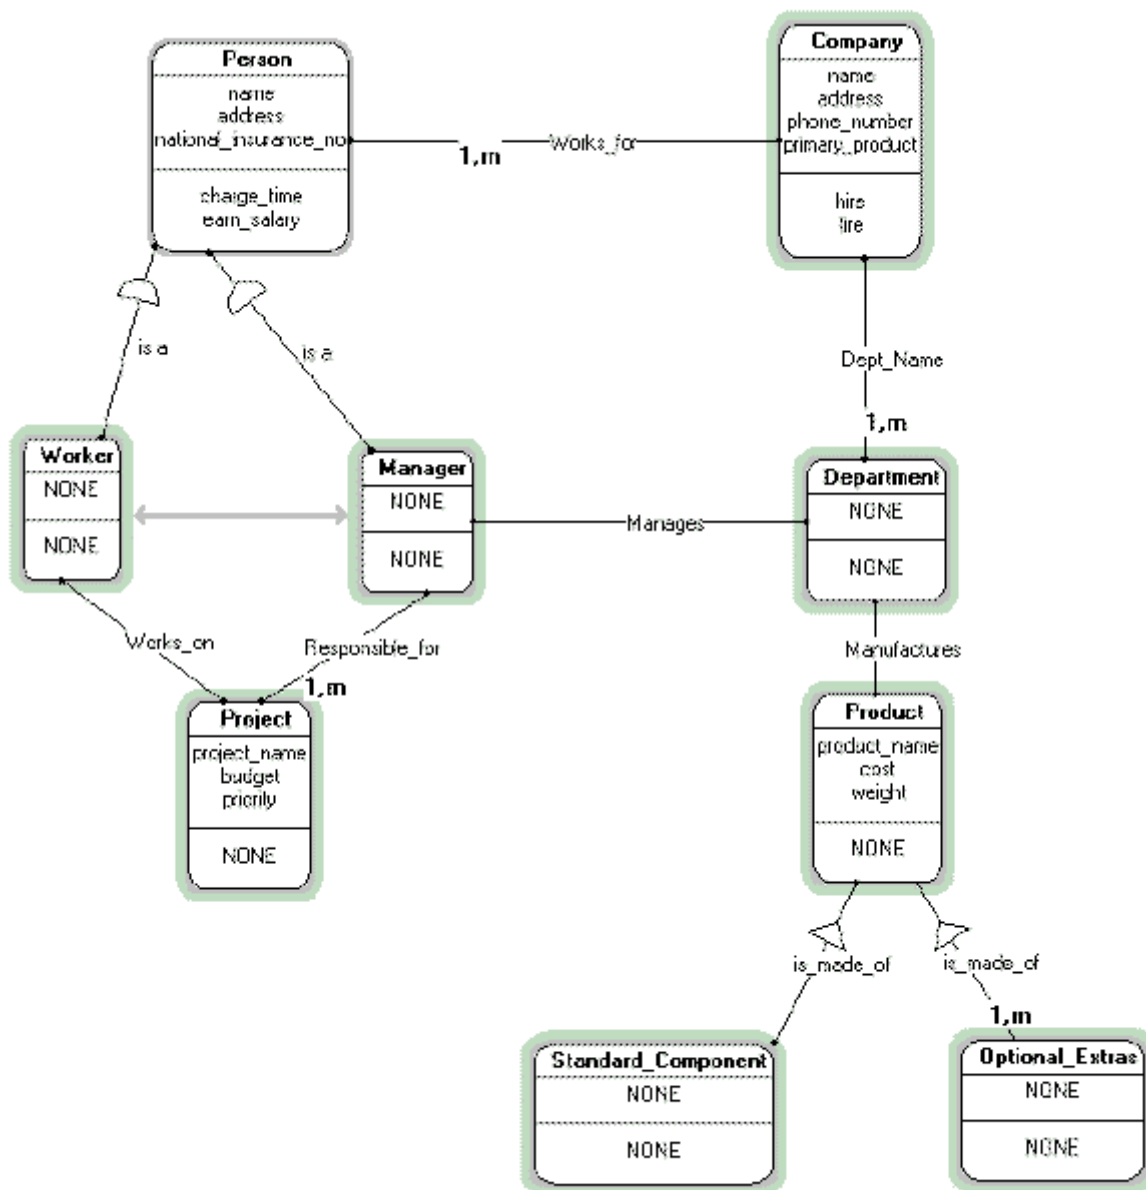 Person
name
address
national_insurance_no
charge_time
earn_salary
Company
name
address
phone_number
primary_product
hire
fire
1,m
Works_for
is a
is a
Dept_Name
1,m
Worker
NONE
NONE
Manager
NONE
NONE
Manages
Department
NONE
NONE
Works_on
Responsible_for
1,m
Manufactures
Project
project_name
budget
priority
NONE
Product
product_name
cost
weight
NONE
is_made_of
is_made_of
1,m
Standard_Component
NONE
NONE
Optional_Extras
NONE
NONE